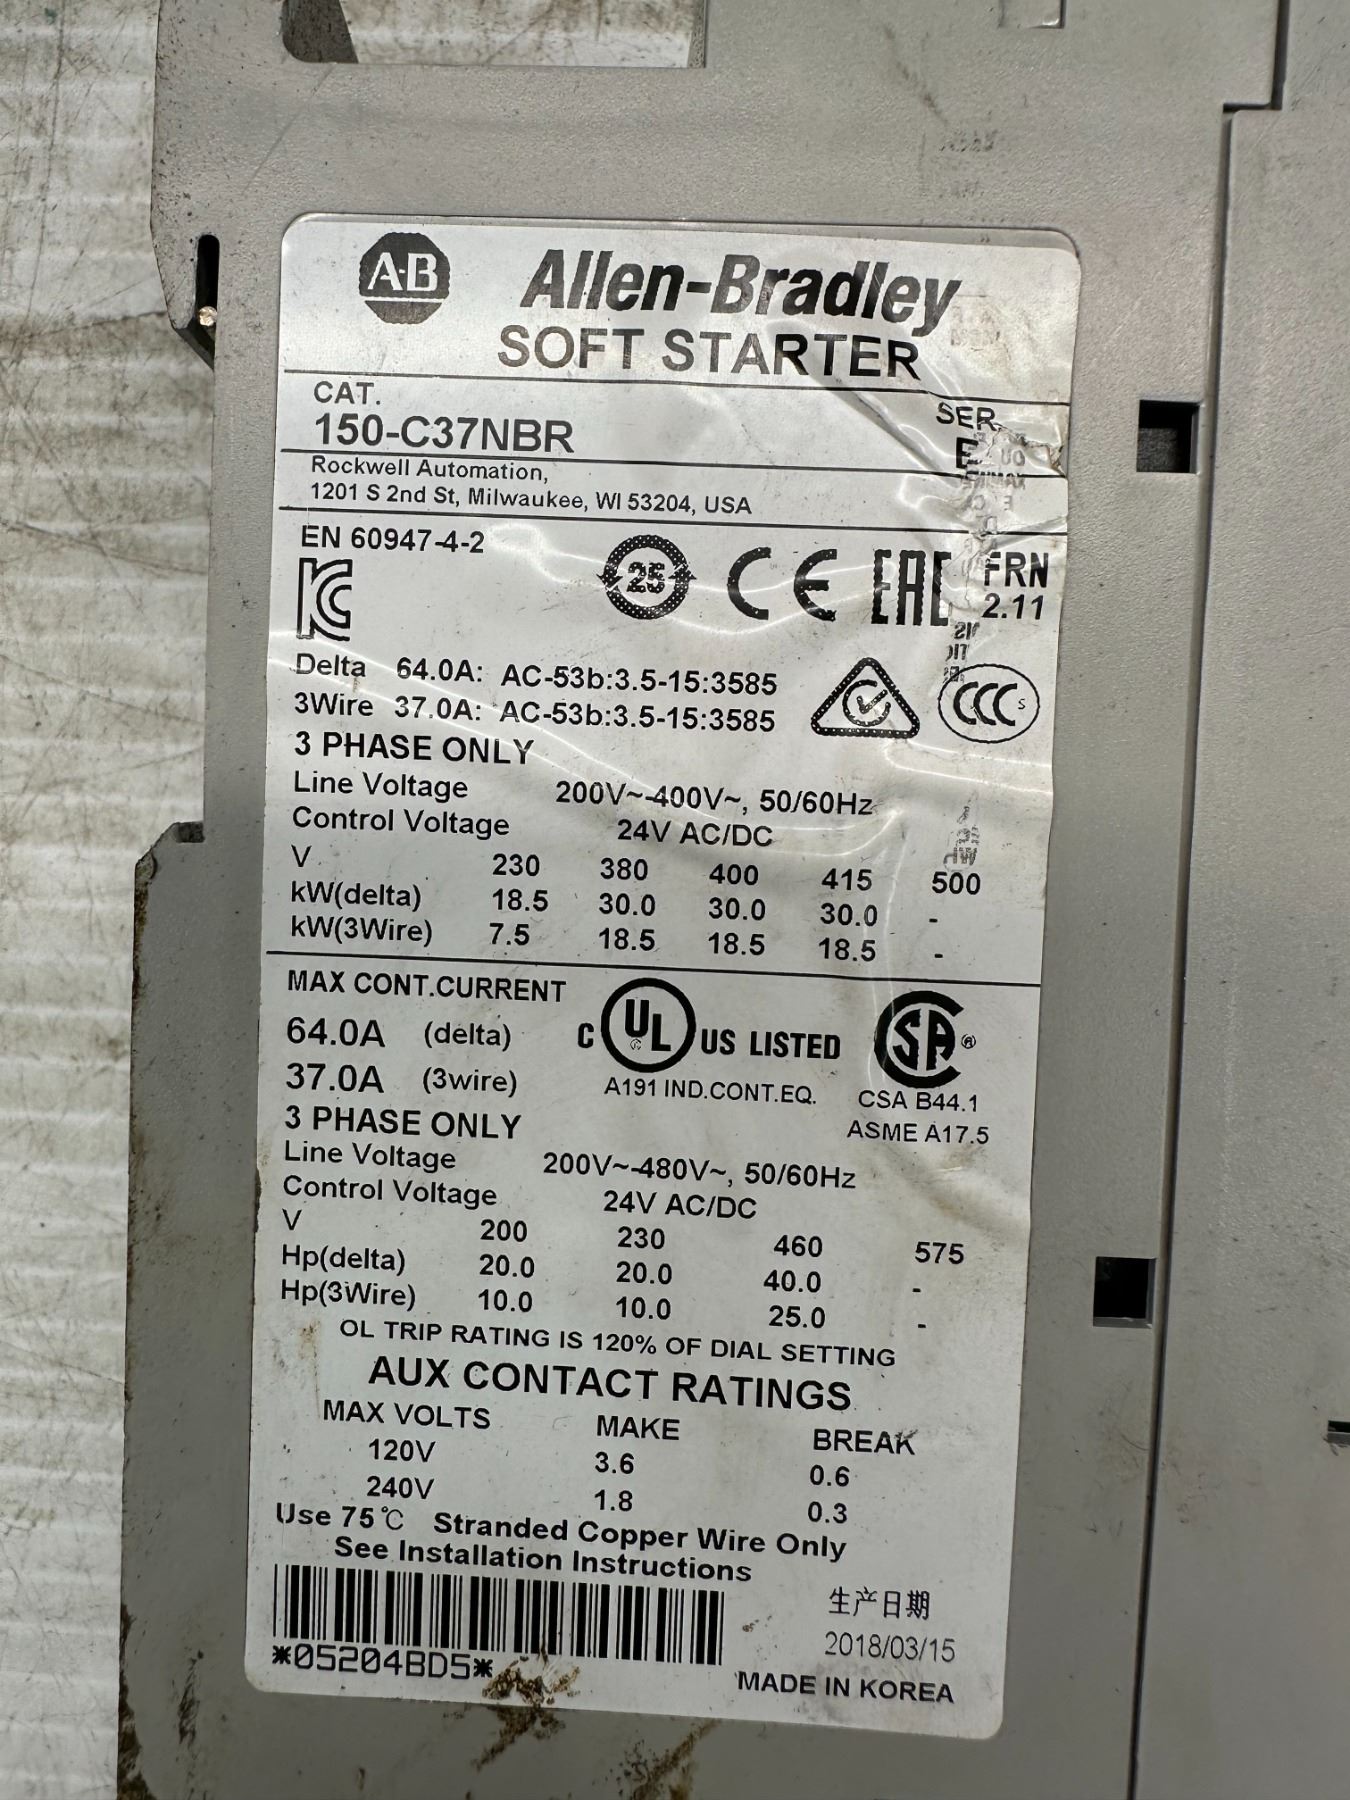 A-B Allen-Bradley
SOFT STARTER
CAT. SER.
150-C37NBR
Rockwell Automation,
1201 S 2nd St, Milwaukee, WI 53204, USA
EN 60947-4-2
25 CE EAC FRN
2.11
Delta 64.0A: AC-53b:3.5-15:3585
3Wire 37.0A: AC-53b:3.5-15:3585
CCC S
3 PHASE ONLY
Line Voltage 200V~-400V~, 50/60Hz
Control Voltage 24V AC/DC
V 230 380 400 415 500
kW(delta) 18.5 30.0 30.0 30.0 -
kW(3Wire) 7.5 18.5 18.5 18.5 -
MAX CONT.CURRENT
64.0A (delta) C UL US LISTED SA®
37.0A (3wire) A191 IND.CONT.EQ. CSA B44.1
3 PHASE ONLY ASME A17.5
Line Voltage 200V~-480V~, 50/60Hz
Control Voltage 24V AC/DC
V 200 230 460 575
Hp(delta) 20.0 20.0 40.0 -
Hp(3Wire) 10.0 10.0 25.0 -
OL TRIP RATING IS 120% OF DIAL SETTING
AUX CONTACT RATINGS
MAX VOLTS MAKE BREAK
120V 3.6 0.6
240V 1.8 0.3
Use 75℃ Stranded Copper Wire Only
See Installation Instructions
生产日期
2018/03/15
*05204BD5*
MADE IN KOREA